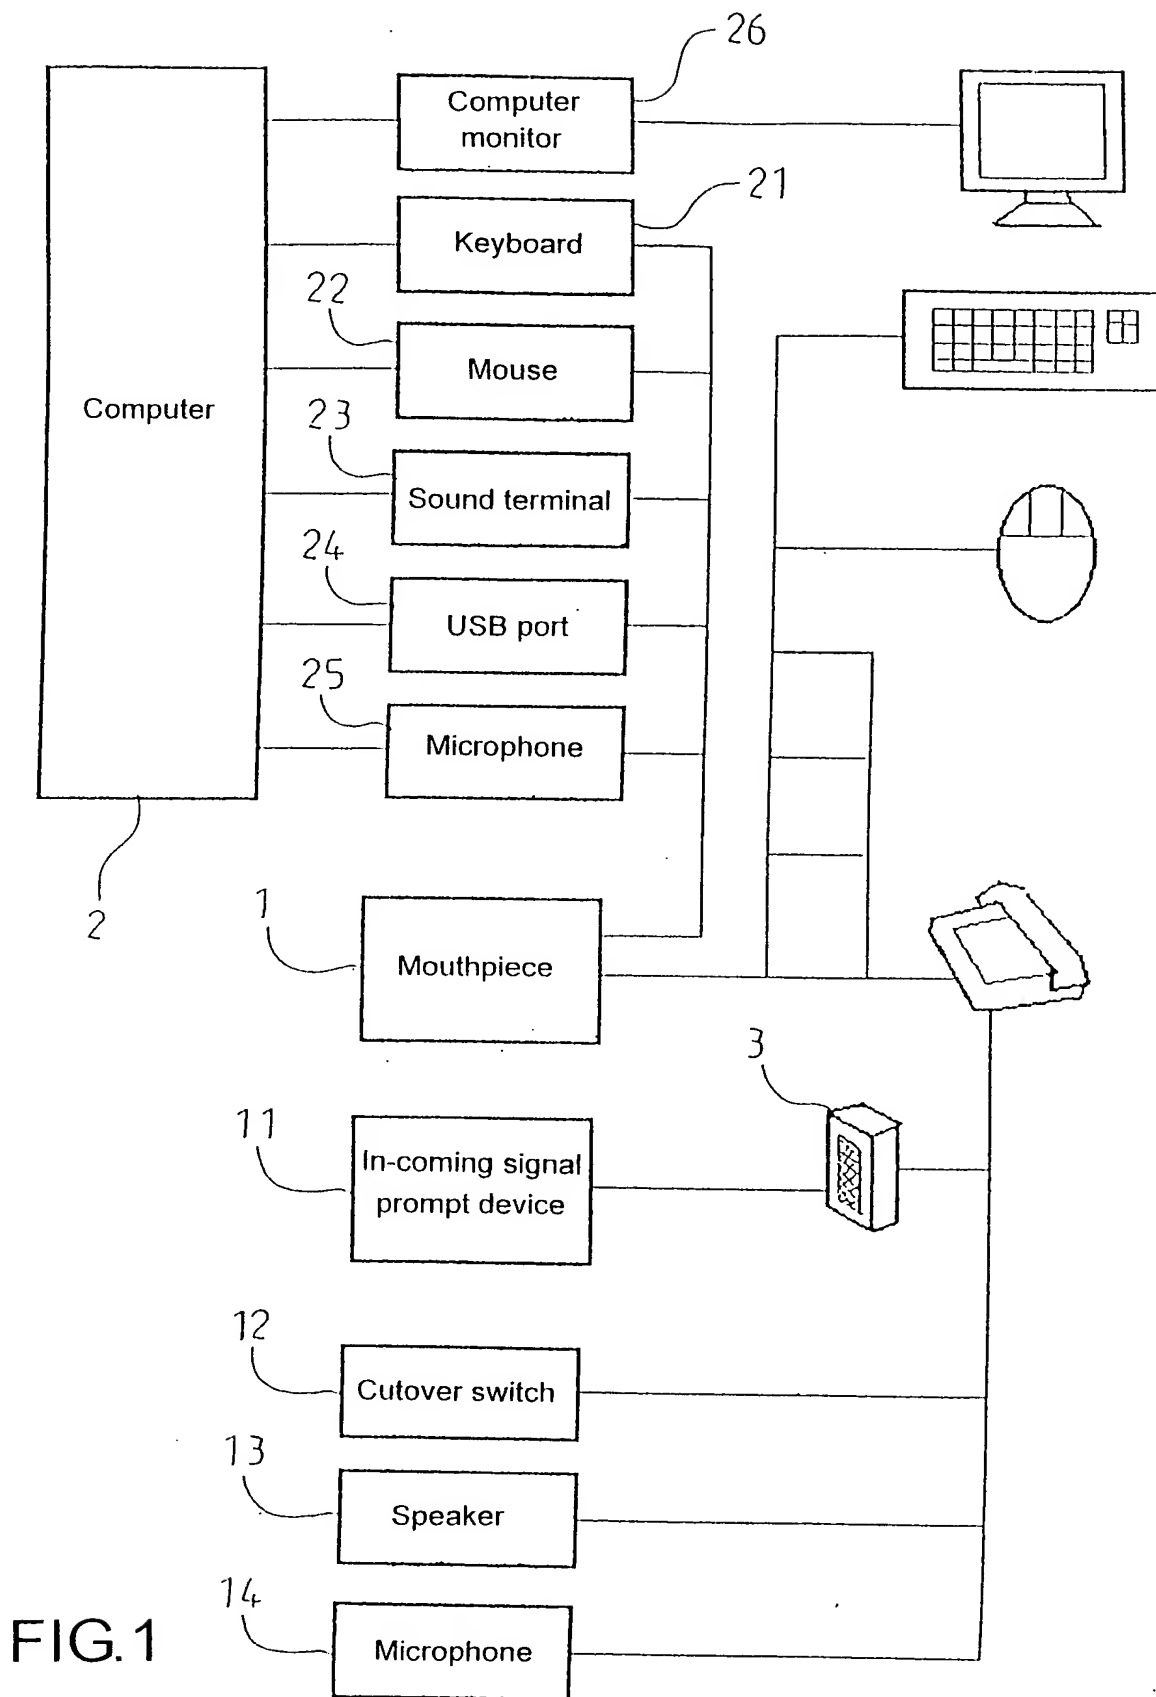 26
Computer
monitor
21
Keyboard
22
Mouse
Computer
23
Sound terminal
24
USB port
25
Microphone
2
1
Mouthpiece
3
11
In-coming signal
prompt device
12
Cutover switch
13
Speaker
14
Microphone
FIG.1